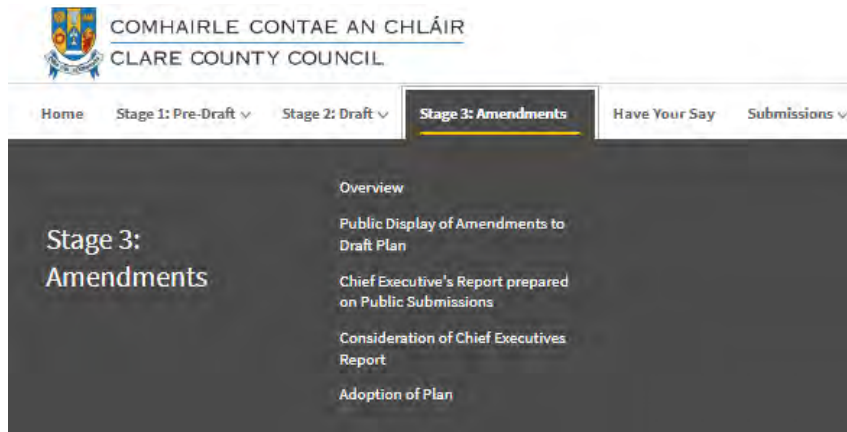 COMHAIRLE CONTAE AN CHLÁIR
CLARE COUNTY COUNCIL
Home Stage 1: Pre-Draft Stage 2: Draft Stage 3: Amendments Have Your Say Submissions
Stage 3:
Amendments
Overview
Public Display of Amendments to
Draft Plan
Chief Executive's Report prepared
on Public Submissions
Consideration of Chief Executives
Report
Adoption of Plan